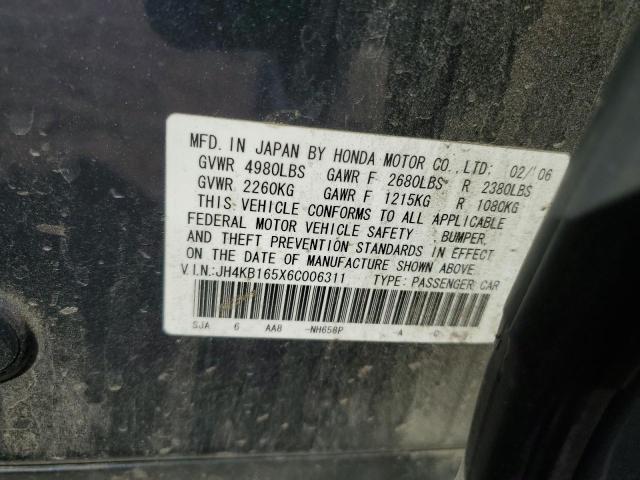 MFD. IN JAPAN BY HONDA MOTOR CO., LTD. 02/'06
GVWR 4980LBS GAWR F 2680LBS R 2380LBS
GVWR 2260KG GAWR F 1215KG R 1080KG
THIS VEHICLE CONFORMS TO ALL APPLICABLE
FEDERAL MOTOR VEHICLE SAFETY, BUMPER,
AND THEFT PREVENTION STANDARDS IN EFFECT
ON THE DATE OF MANUFACTURE SHOWN ABOVE.
V.I.N.:JH4KB165X6C006311 TYPE: PASSENGER CAR
SJA 6 AA8 -NH658P -A C